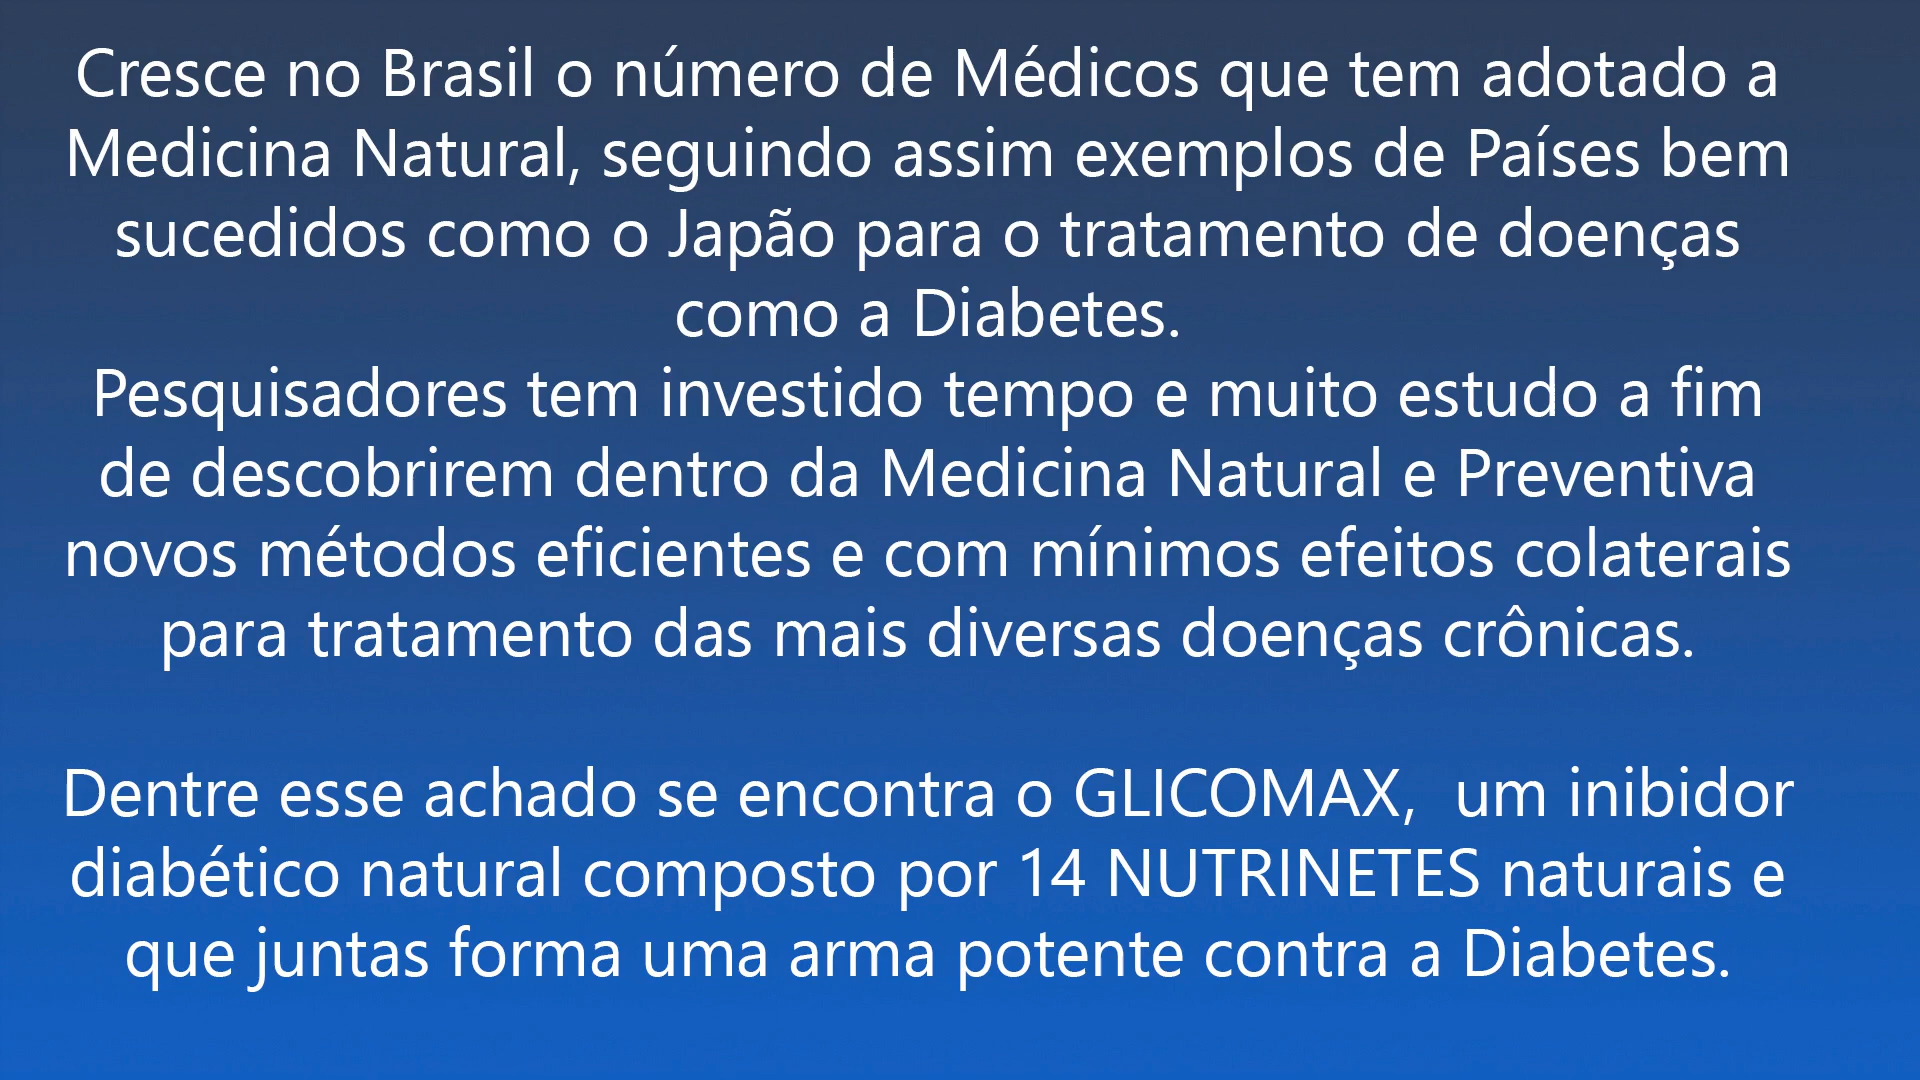 Cresce no Brasil o número de Médicos que tem adotado a
Medicina Natural, seguindo assim exemplos de Países bem
sucedidos como o Japão para o tratamento de doenças
como a Diabetes.
Pesquisadores tem investido tempo e muito estudo a fim
de descobrirem dentro da Medicina Natural e Preventiva
novos métodos eficientes e com mínimos efeitos colaterais
para tratamento das mais diversas doenças crônicas.
Dentre esse achado se encontra o GLICOMAX,  um inibidor
diabético natural composto por 14 NUTRINETES naturais e
que juntas forma uma arma potente contra a Diabetes.